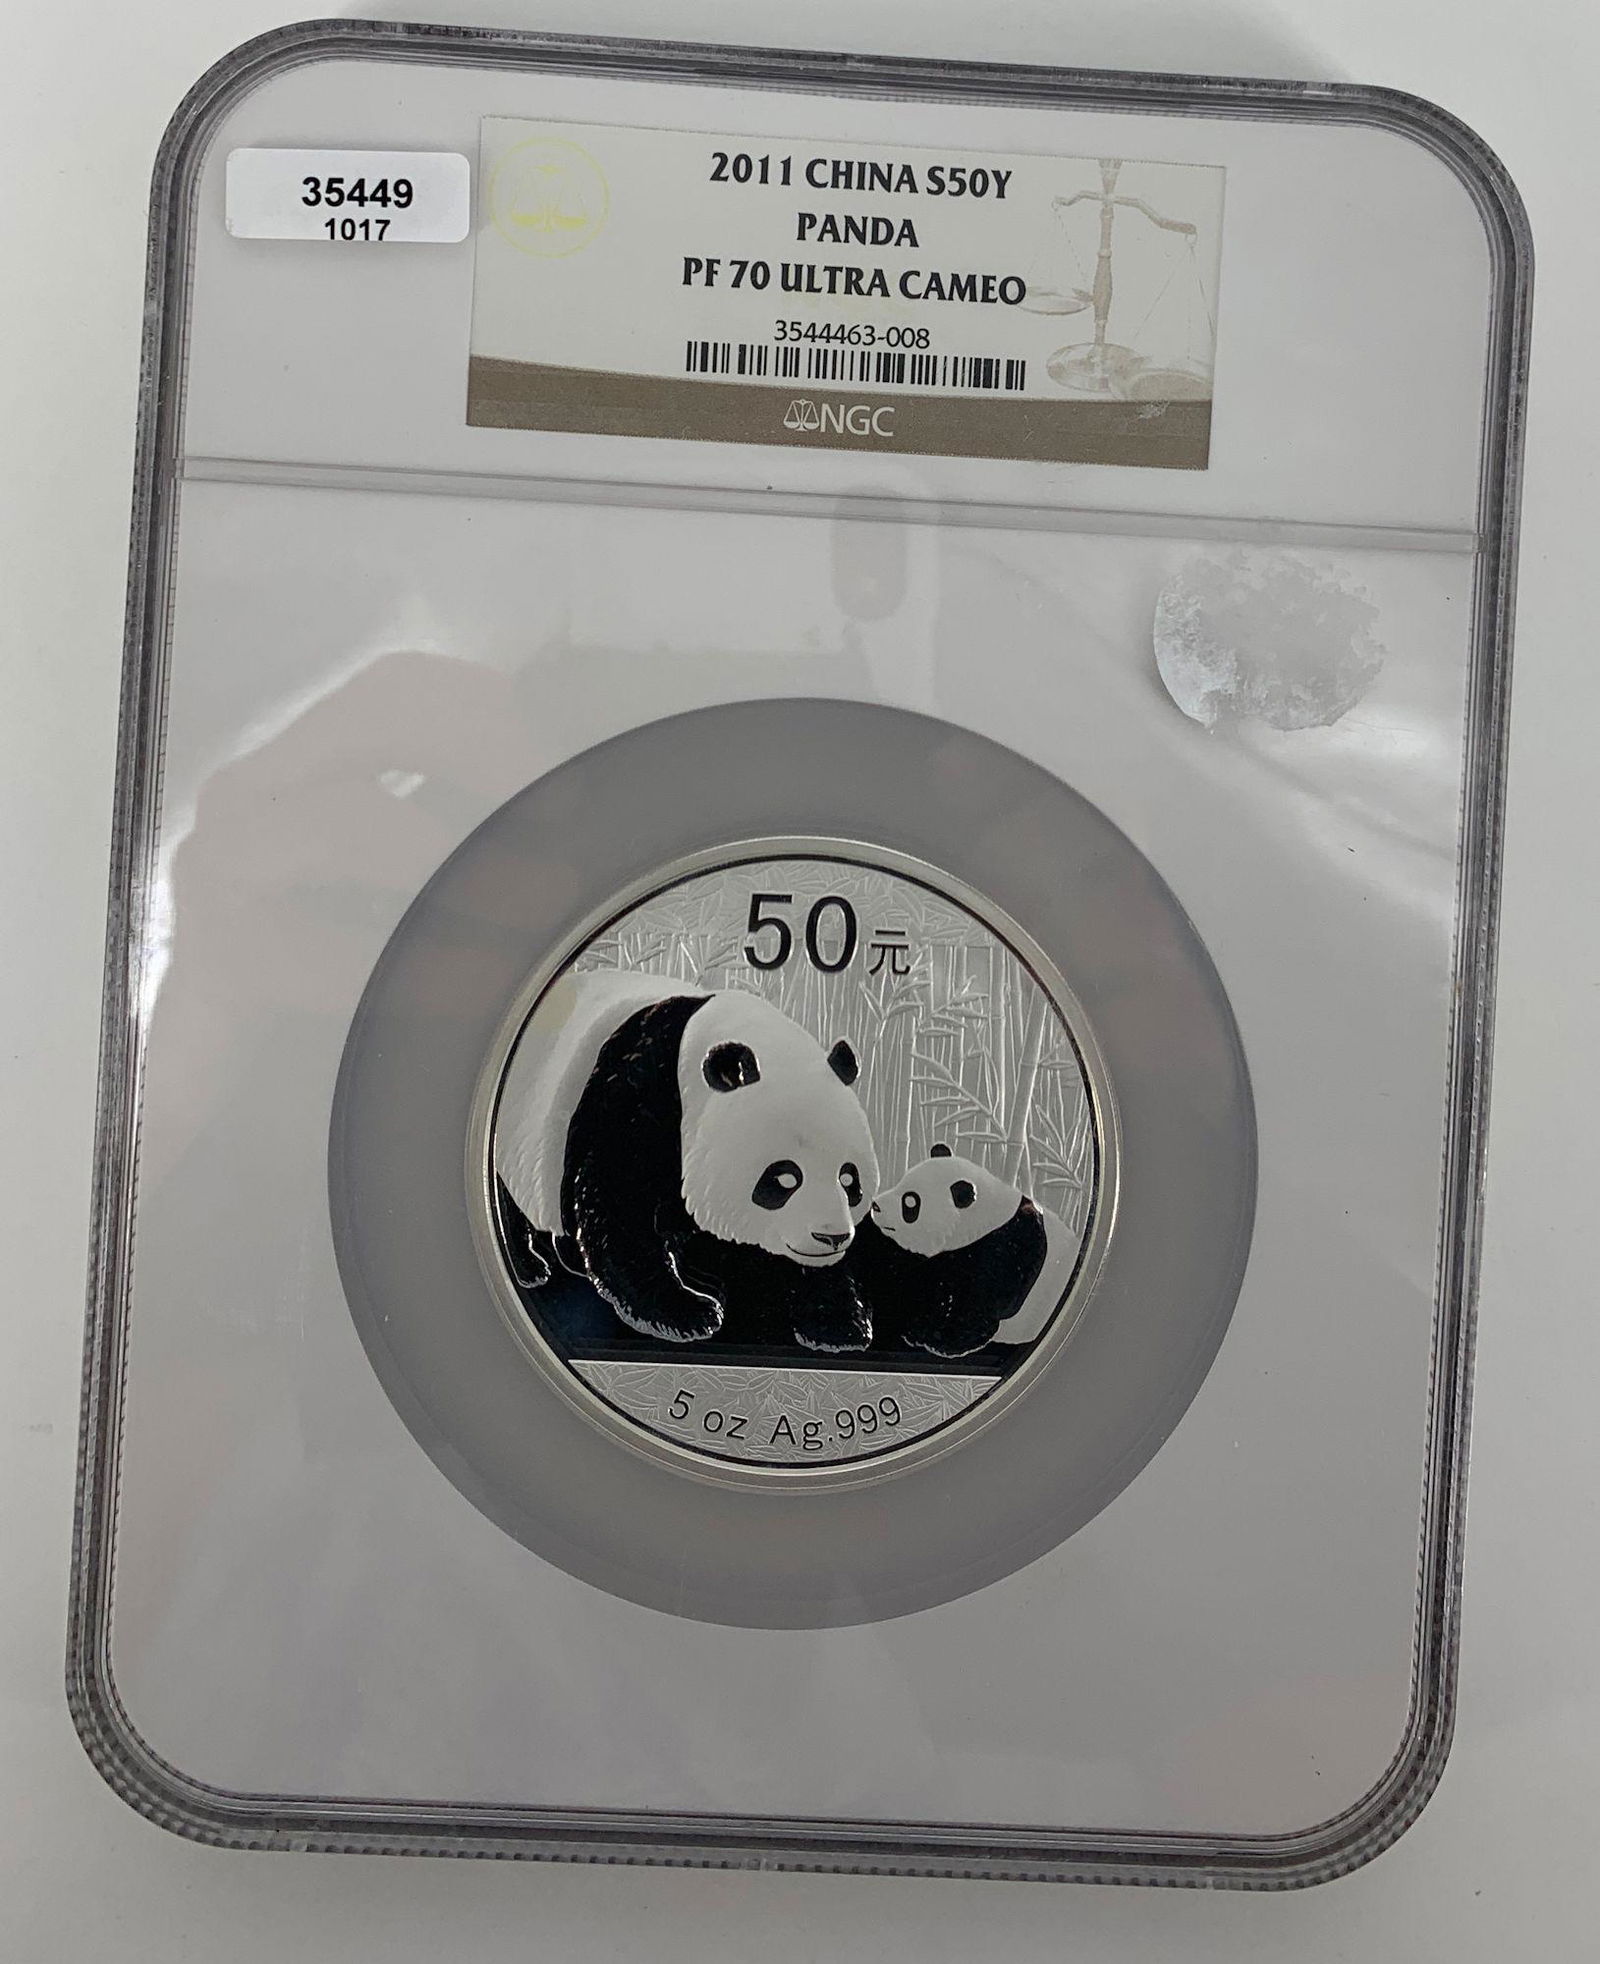 35449
1017
2011 CHINA S50Y
PANDA
PF 70 ULTRA CAMEO
3544463-008
NGC
50元
5 oz Ag.999